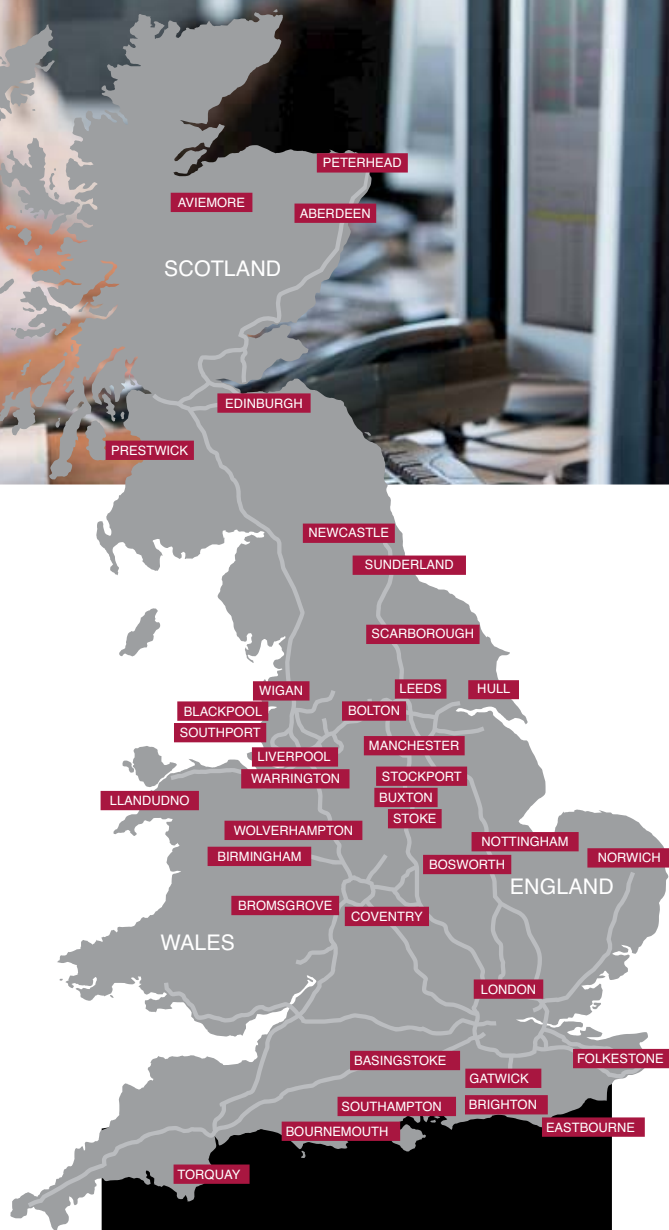 PETERHEAD
AVIEMORE
ABERDEEN
SCOTLAND
EDINBURGH
PRESTWICK
NEWCASTLE
SUNDERLAND
SCARBOROUGH
WIGAN
LEEDS
HULL
BLACKPOOL
BOLTON
SOUTHPORT
MANCHESTER
LIVERPOOL
WARRINGTON
STOCKPORT
LLANDUDNO
BUXTON
STOKE
WOLVERHAMPTON
NOTTINGHAM
BIRMINGHAM
NORWICH
BOSWORTH
ENGLAND
BROMSGROVE
COVENTRY
WALES
LONDON
BASINGSTOKE
FOLKESTONE
GATWICK
SOUTHAMPTON
BRIGHTON
BOURNEMOUTH
EASTBOURNE
TORQUAY